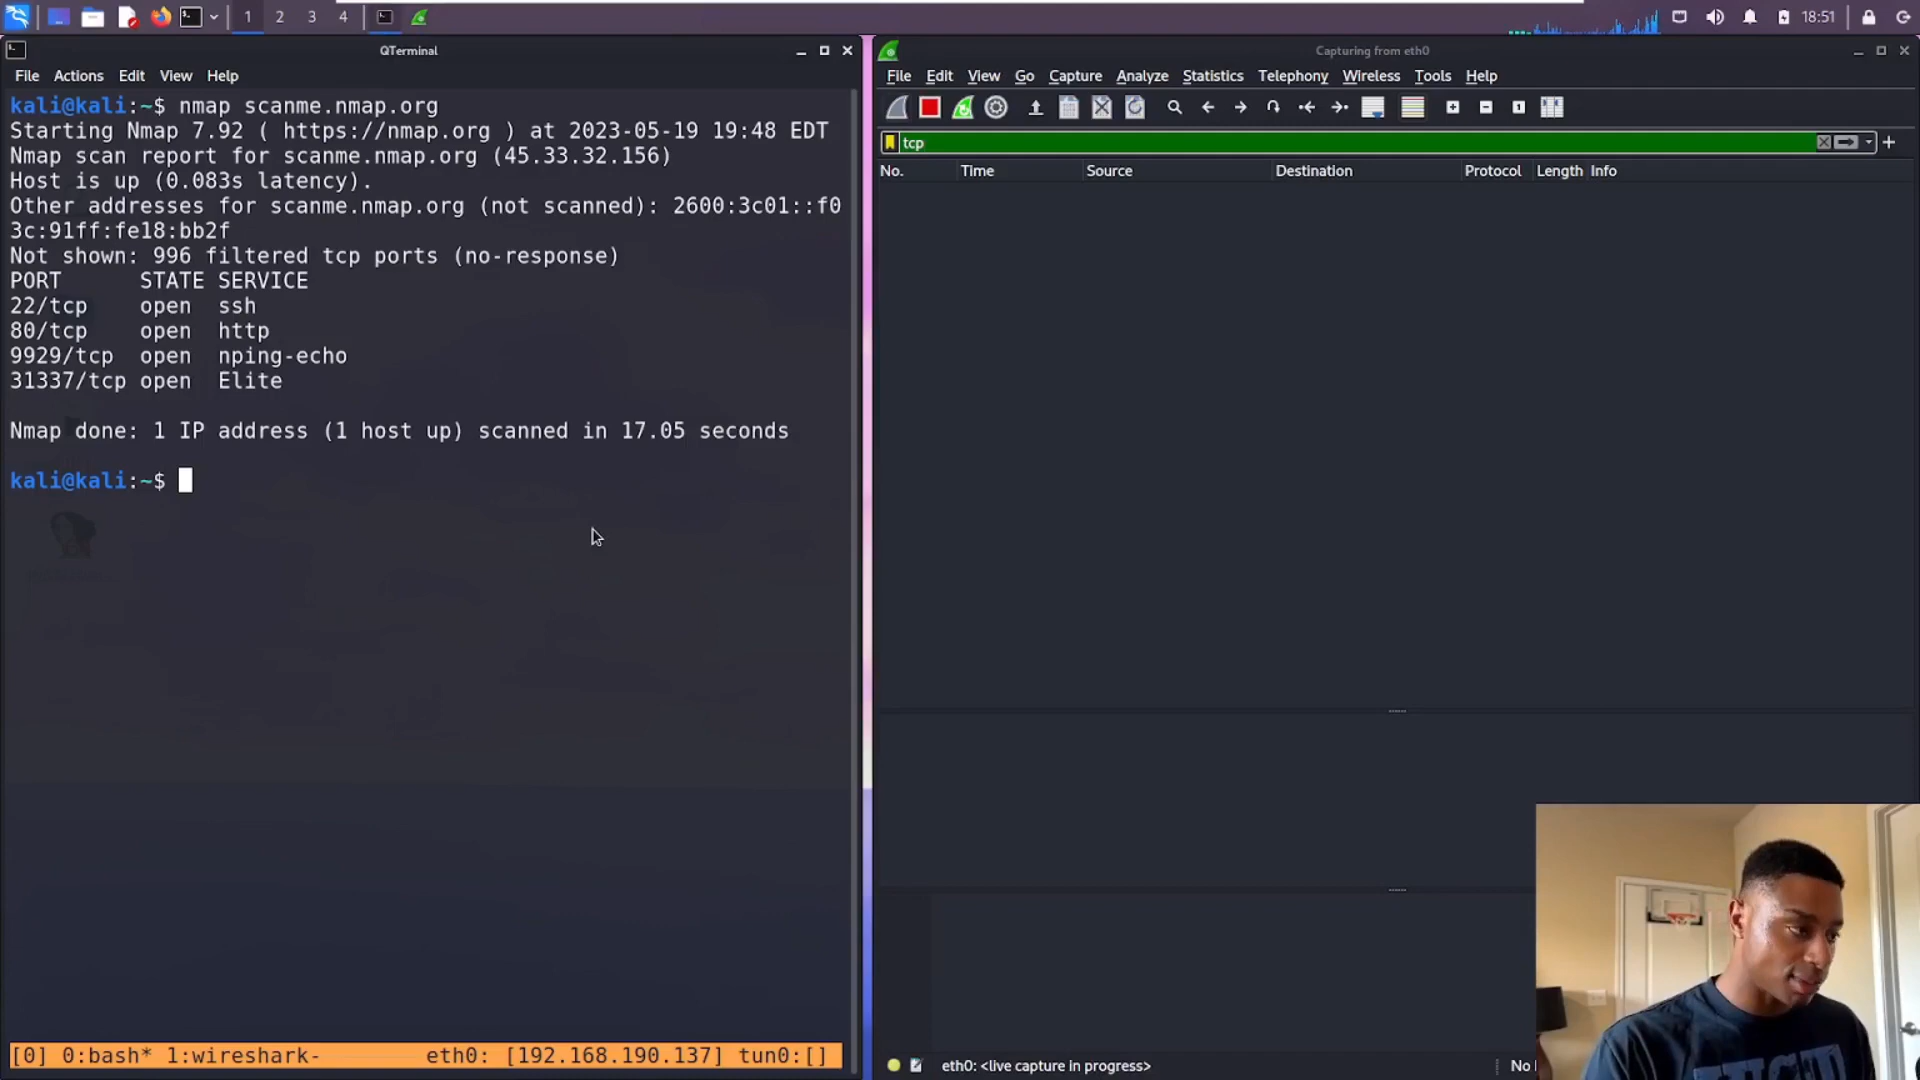 1 2 3 4
18:51
QTerminal
File Actions Edit View Help
kali@kali:~$ nmap scanme.nmap.org
Starting Nmap 7.92 ( https://nmap.org ) at 2023-05-19 19:48 EDT
Nmap scan report for scanme.nmap.org (45.33.32.156)
Host is up (0.083s latency).
Other addresses for scanme.nmap.org (not scanned): 2600:3c01::f0
3c:91ff:fe18:bb2f
Not shown: 996 filtered tcp ports (no-response)
PORT STATE SERVICE
22/tcp open ssh
80/tcp open http
9929/tcp open nping-echo
31337/tcp open Elite
Nmap done: 1 IP address (1 host up) scanned in 17.05 seconds
kali@kali:~$
[0] 0:bash* 1:wireshark- eth0: [192.168.190.137] tun0:[]
Capturing from eth0
File Edit View Go Capture Analyze Statistics Telephony Wireless Tools Help
tcp
No. Time Source Destination Protocol Length Info
eth0: <live capture in progress>
No